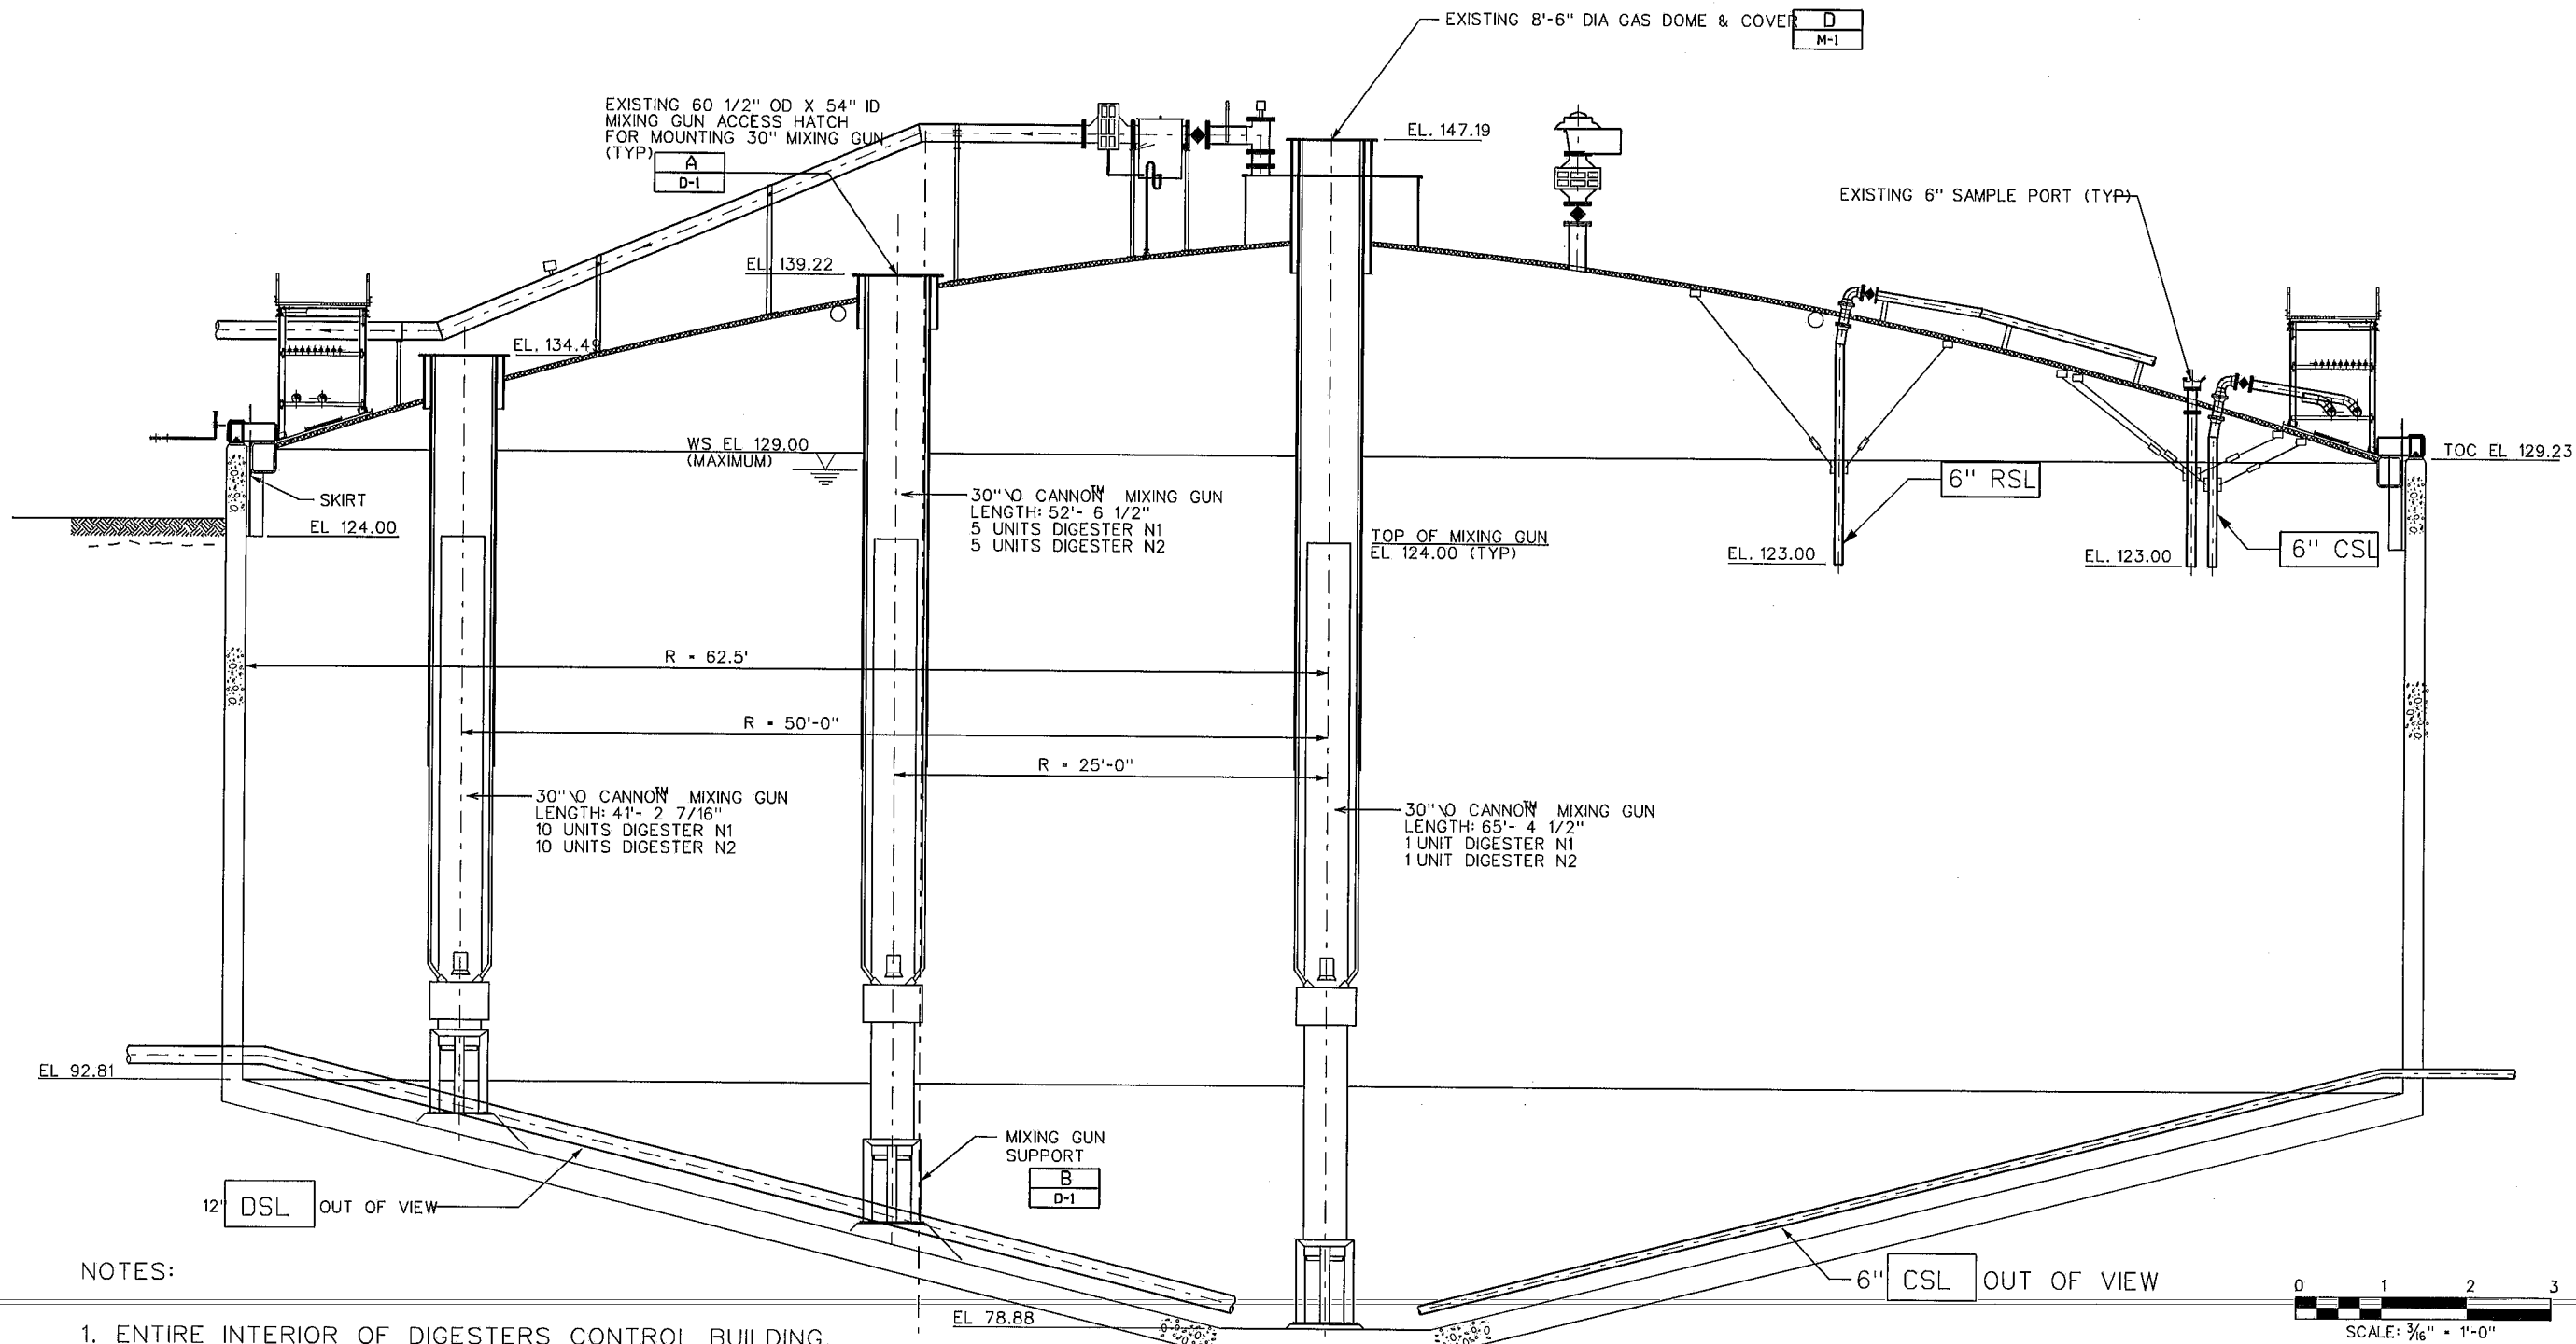 EXISTING 8'-6" DIA GAS DOME & COVER
D
M-1
EXISTING 60 1/2" OD X 54" ID
MIXING GUN ACCESS HATCH
FOR MOUNTING 30" MIXING GUN
(TYP)
A
D-1
EL. 147.19
EXISTING 6" SAMPLE PORT (TYP)
EL. 139.22
EL. 134.49
WS EL 129.00
(MAXIMUM)
TOC EL 129.23
SKIRT
EL 124.00
30"\O CANNON™ MIXING GUN
LENGTH: 52'- 6 1/2"
5 UNITS DIGESTER N1
5 UNITS DIGESTER N2
TOP OF MIXING GUN
EL 124.00 (TYP)
6" RSL
EL. 123.00
EL. 123.00
6" CSL
R = 62.5'
R = 50'-0"
R = 25'-0"
30"\O CANNON™ MIXING GUN
LENGTH: 41'- 2 7/16"
10 UNITS DIGESTER N1
10 UNITS DIGESTER N2
30"\O CANNON™ MIXING GUN
LENGTH: 65'- 4 1/2"
1 UNIT DIGESTER N1
1 UNIT DIGESTER N2
EL 92.81
MIXING GUN
SUPPORT
B
D-1
12" DSL OUT OF VIEW
6" CSL OUT OF VIEW
NOTES:
EL 78.88
0 1 2 3
SCALE: 3/16" = 1'-0"
1. ENTIRE INTERIOR OF DIGESTERS CONTROL BUILDING,